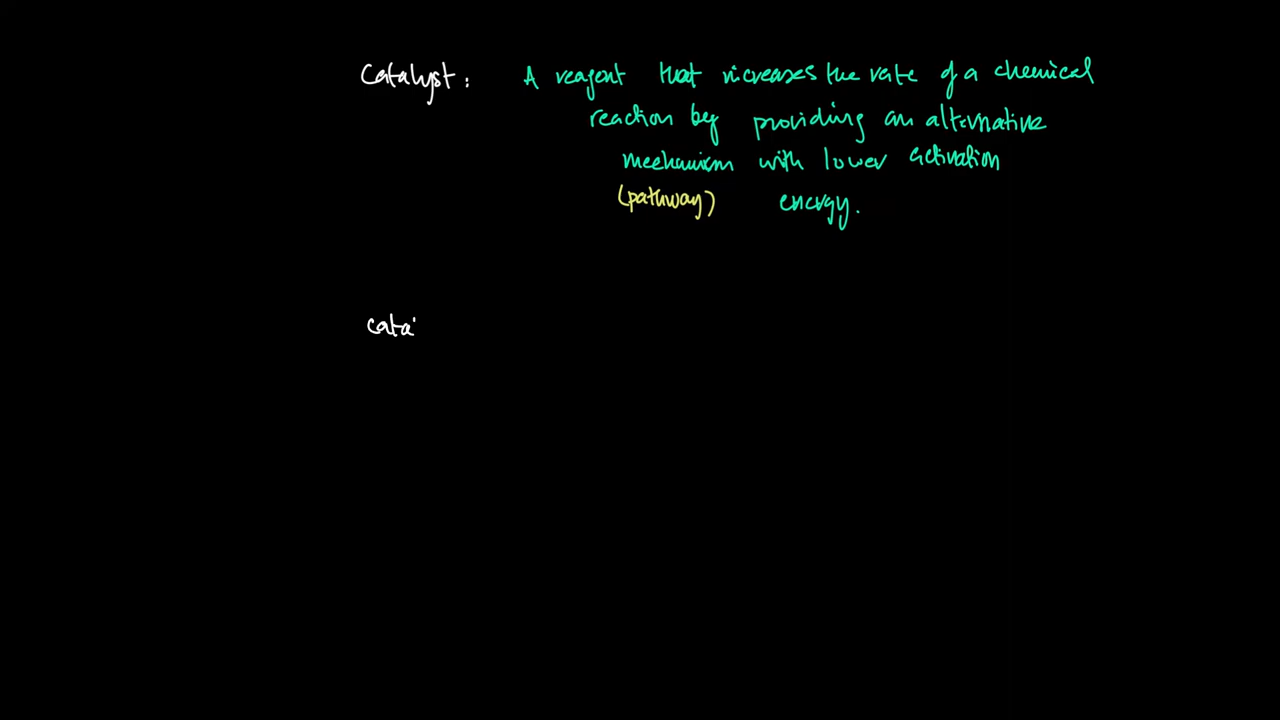 Catalyst: A reagent that increases the rate of a chemical
reaction by providing an alternative
mechanism with lower activation
(pathway) energy.
cata